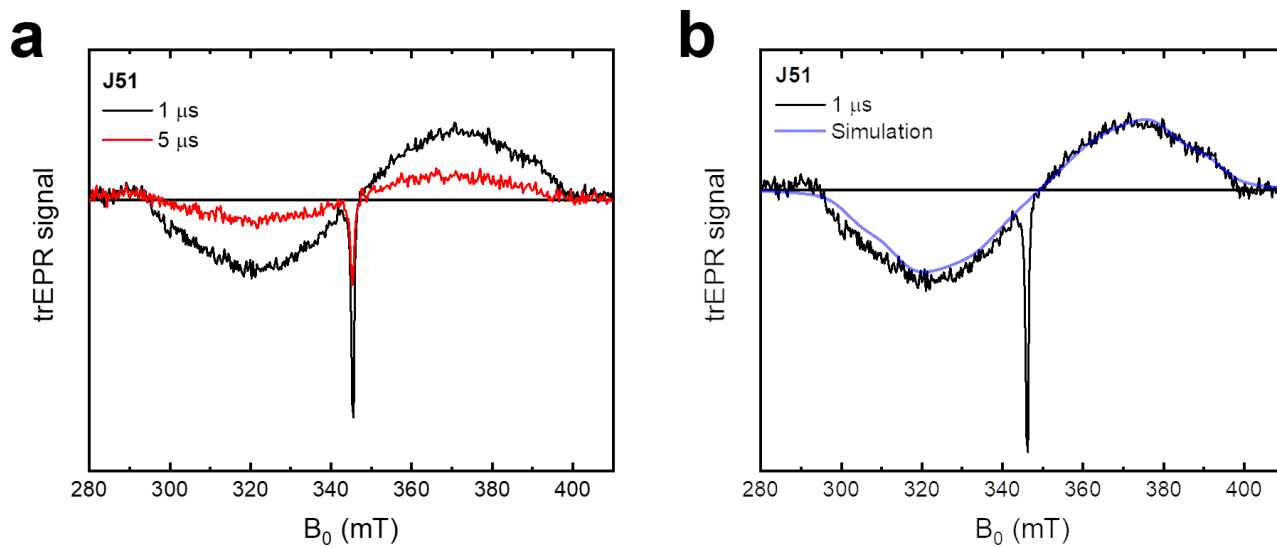 a
J51
1 μs
5 μs
trEPR signal
280 300 320 340 360 380 400
B₀ (mT)
b
J51
1 μs
Simulation
trEPR signal
280 300 320 340 360 380 400
B₀ (mT)